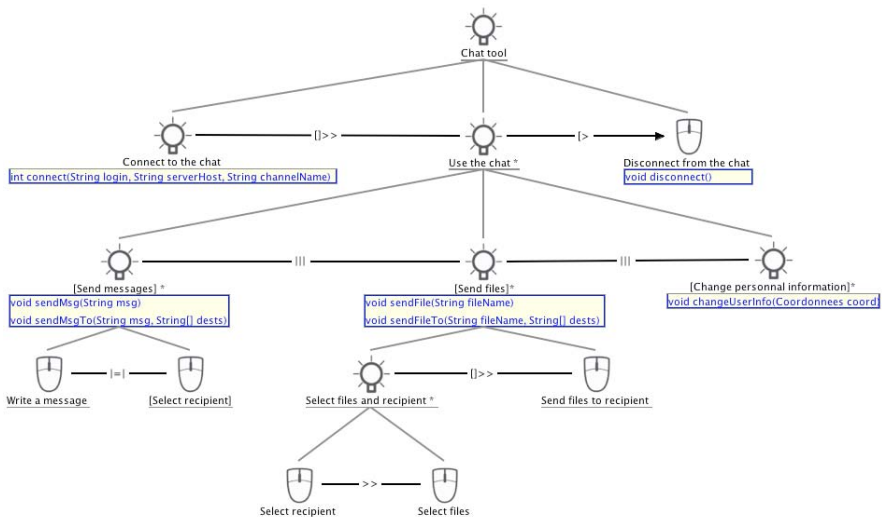 Chat tool
[]>>
[>
Connect to the chat
Use the chat *
Disconnect from the chat
int connect(String login, String serverHost, String channelName)
void disconnect()
|||
|||
[Send messages] *
[Send files]*
[Change personnal information]*
void sendMsg(String msg)
void sendFile(String fileName)
void changeUserInfo(Coordonnees coord)
void sendMsgTo(String msg, String[] dests)
void sendFileTo(String fileName, String[] dests)
|=|
[]>>
Write a message
[Select recipient]
Select files and recipient *
Send files to recipient
>>
Select recipient
Select files